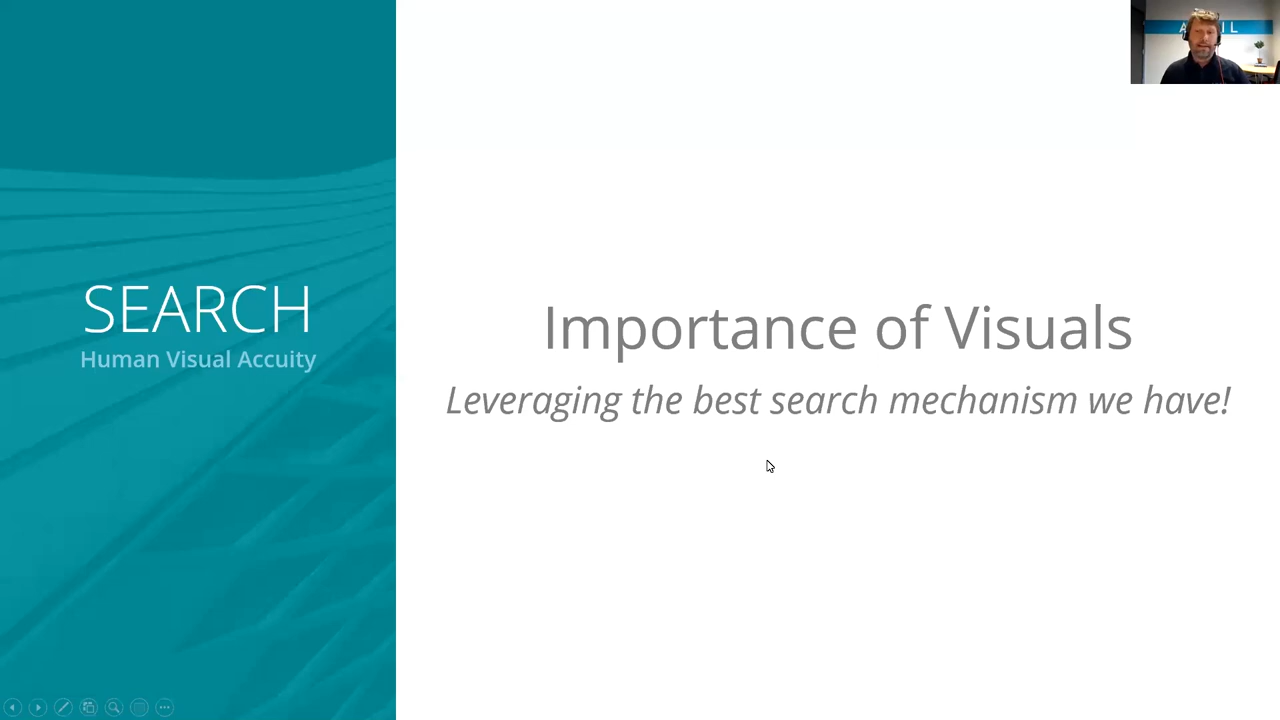 SEARCH
Human Visual Accuity
Importance of Visuals
Leveraging the best search mechanism we have!